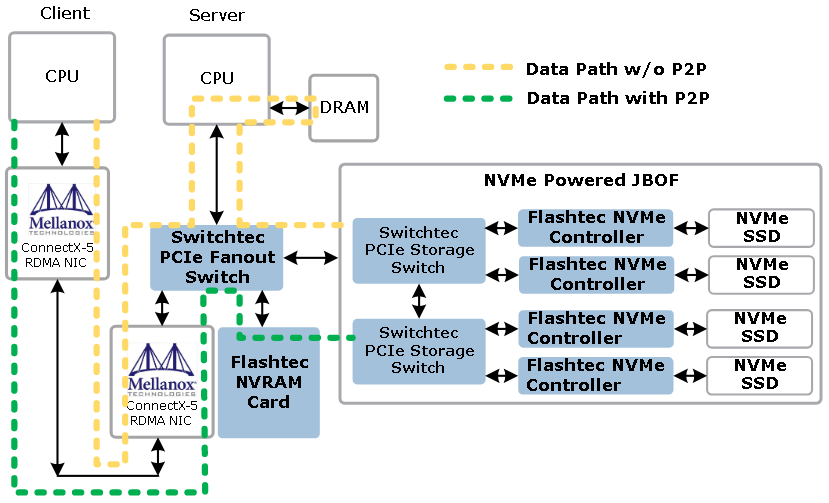 Client
Server
CPU
CPU
DRAM
Data Path w/o P2P
Data Path with P2P
Mellanox
TECHNOLOGIES
ConnectX-5
RDMA NIC
Switchtec
PCIe Fanout
Switch
Mellanox
TECHNOLOGIES
ConnectX-5
RDMA NIC
Flashtec
NVRAM
Card
NVMe Powered JBOF
Switchtec
PCIe Storage
Switch
Switchtec
PCIe Storage
Switch
Flashtec NVMe
Controller
NVMe
SSD
Flashtec NVMe
Controller
NVMe
SSD
Flashtec NVMe
Controller
NVMe
SSD
Flashtec NVMe
Controller
NVMe
SSD